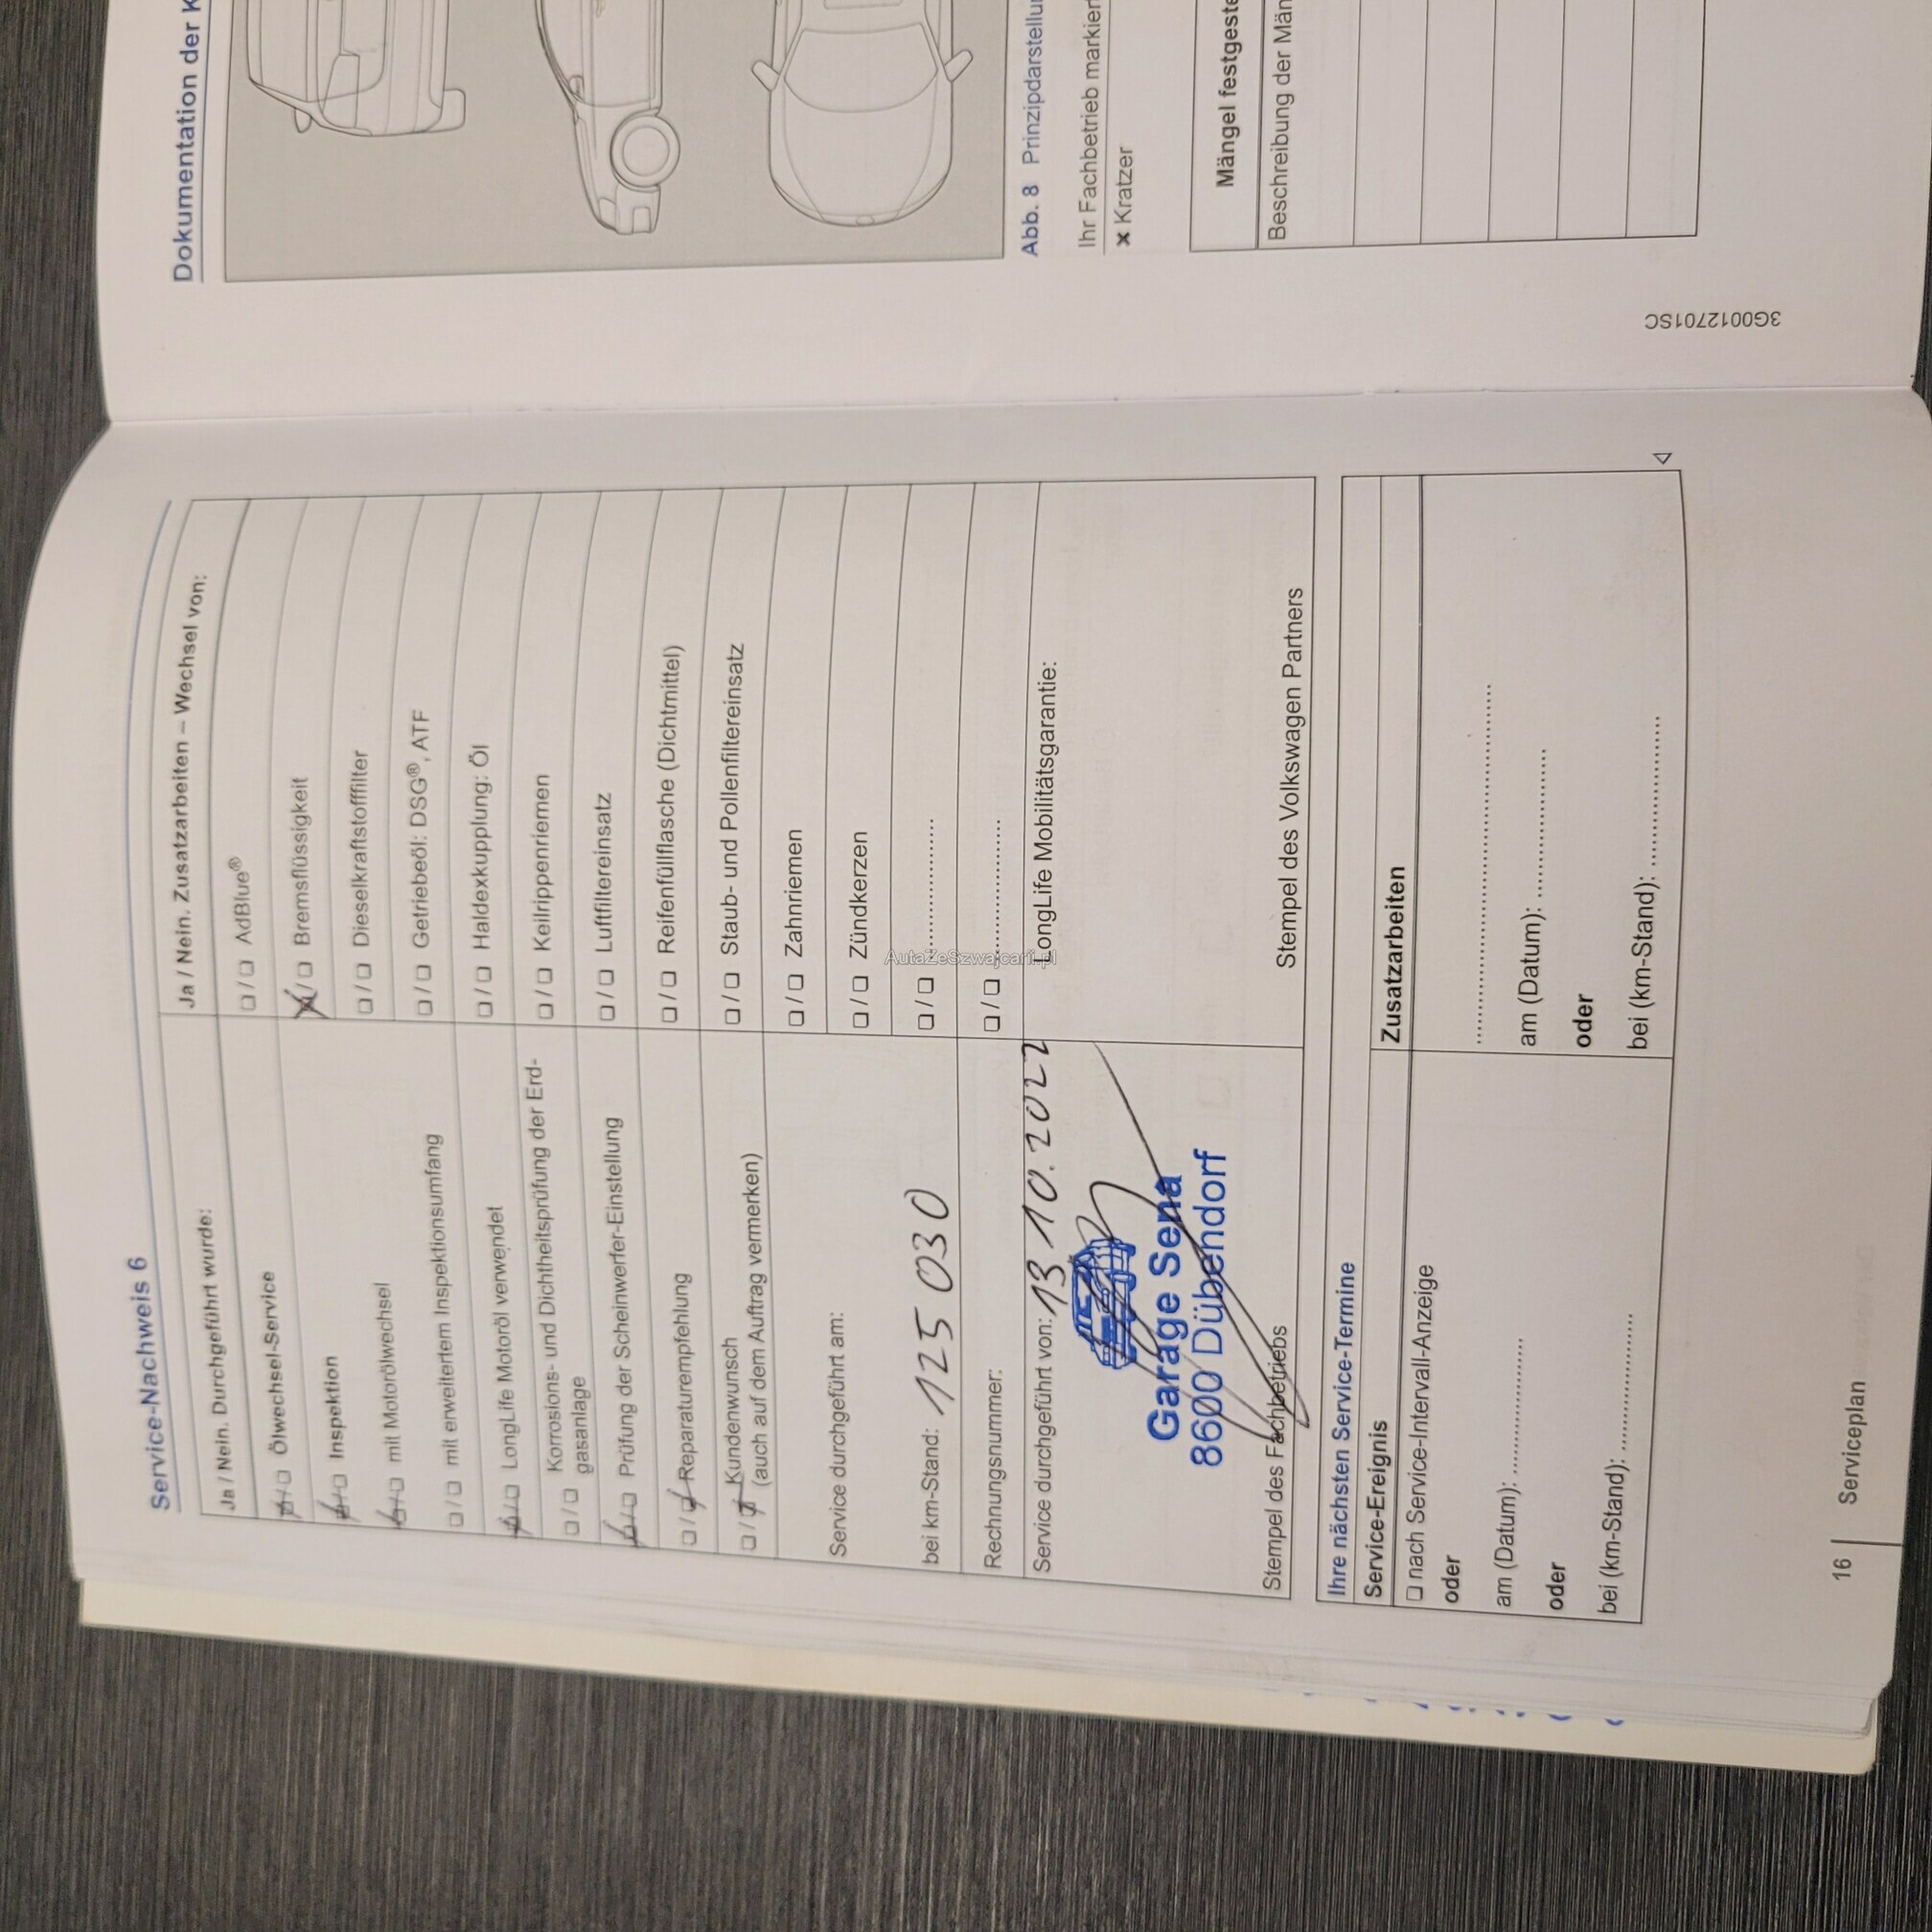 Service-Nachweis 6
Ja / Nein. Durchgeführt wurde:
❏ / ❏ Ölwechsel-Service
❏ / ❏ Inspektion
❏ / ❏ mit Motorölwechsel
❏ / ❏ mit erweitertem Inspektionsumfang
❏ / ❏ LongLife Motoröl verwendet
❏ / ❏ Korrosions- und Dichtheitsprüfung der Erd-
gasanlage
❏ / ❏ Prüfung der Scheinwerfer-Einstellung
❏ / ❏ Reparaturempfehlung
❏ / ❏ Kundenwunsch
(auch auf dem Auftrag vermerken)
Service durchgeführt am:
bei km-Stand: 125 030
Rechnungsnummer:
Service durchgeführt von: 13 10. 2022
Garage Sena
8600 Dübendorf
Stempel des Fachbetriebs
Ja / Nein. Zusatzarbeiten – Wechsel von:
❏ / ❏ AdBlue®
❏ / ❏ Bremsflüssigkeit
❏ / ❏ Dieselkraftstofffilter
❏ / ❏ Getriebeöl: DSG®, ATF
❏ / ❏ Haldexkupplung: Öl
❏ / ❏ Keilrippenriemen
❏ / ❏ Luftfiltereinsatz
❏ / ❏ Reifenfüllflasche (Dichtmittel)
❏ / ❏ Staub- und Pollenfiltereinsatz
❏ / ❏ Zahnriemen
❏ / ❏ Zündkerzen
❏ / ❏ ....................
❏ / ❏ ....................
LongLife Mobilitätsgarantie:
Stempel des Volkswagen Partners
Ihre nächsten Service-Termine
Service-Ereignis
❏ nach Service-Intervall-Anzeige
oder
am (Datum): ....................
oder
bei (km-Stand): ....................
Zusatzarbeiten
..................................................
am (Datum): ....................
oder
bei (km-Stand): ....................
16 | Serviceplan
Dokumentation der K
Abb. 8 Prinzipdarstellu
Ihr Fachbetrieb markier
✖ Kratzer
Mängel festgeste
Beschreibung der Män
3G0012701SC
AutaZeSzwajcarii.pl